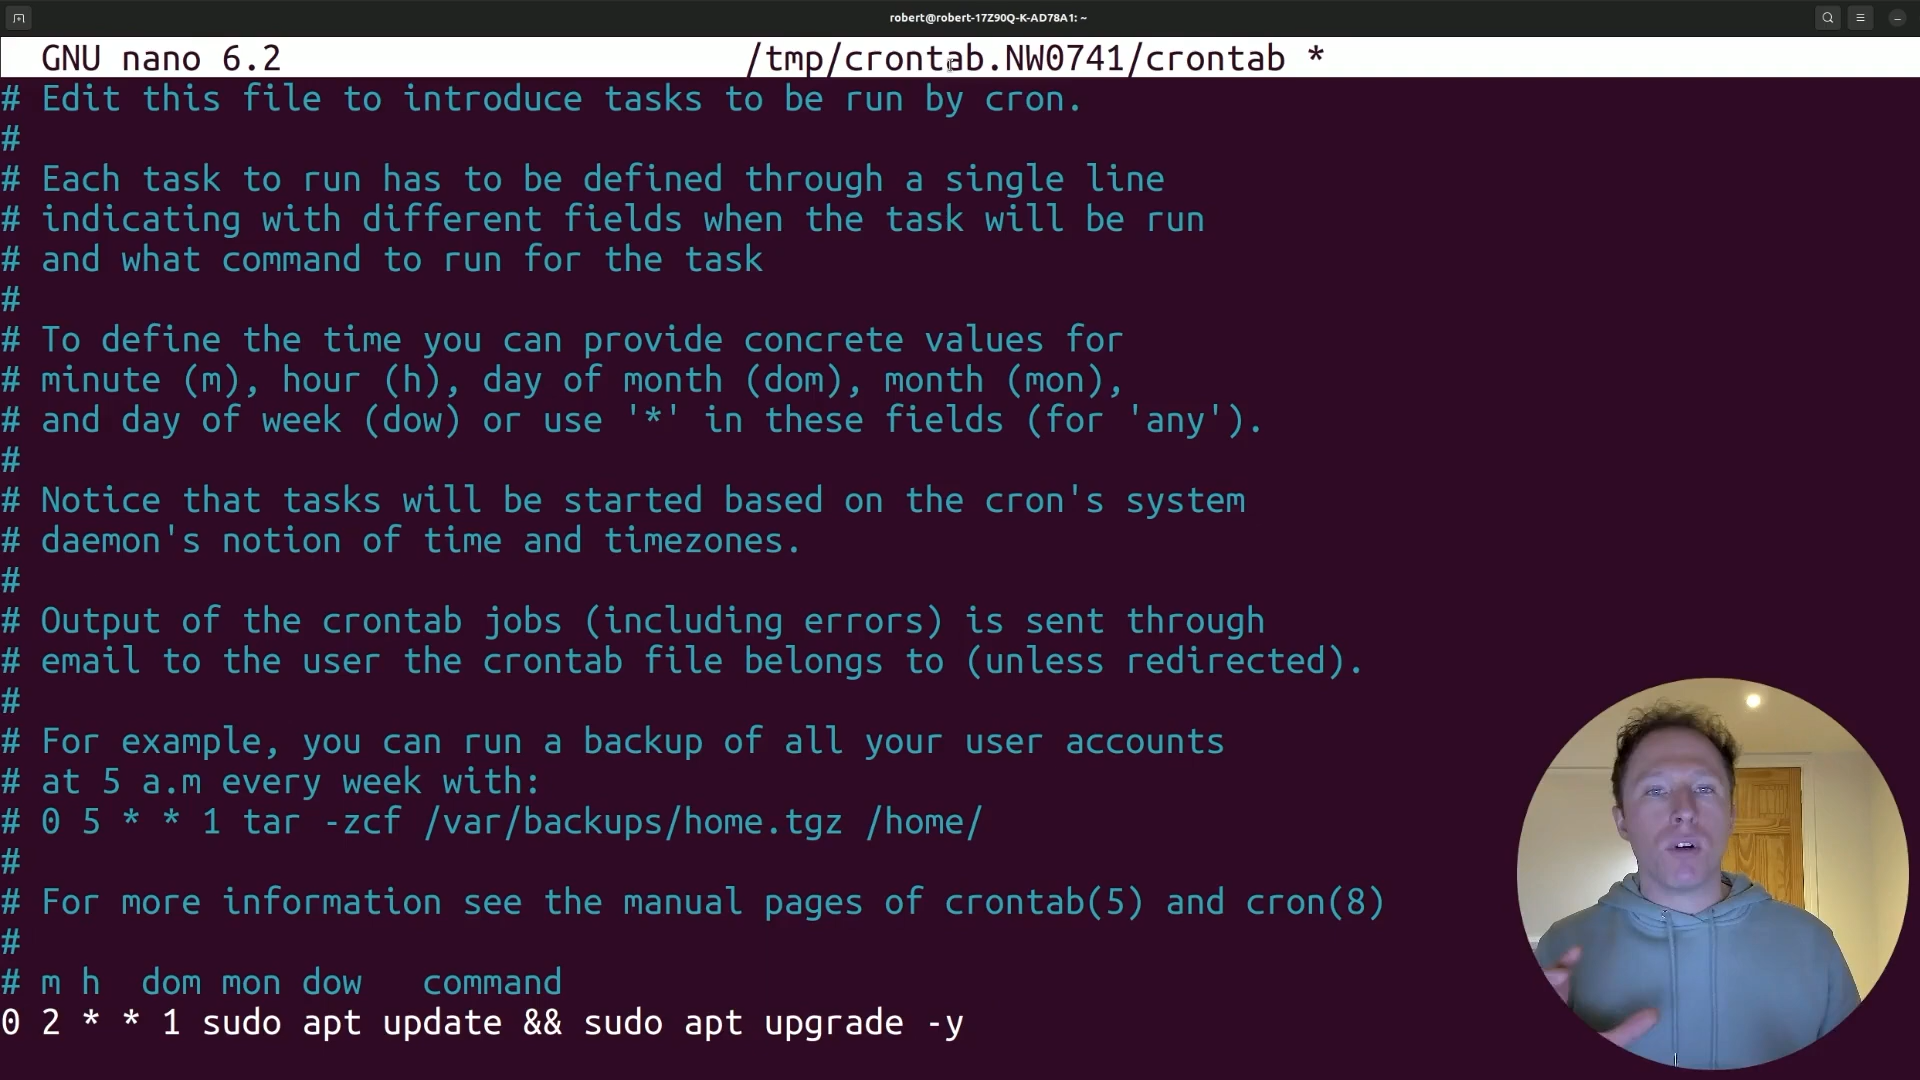 robert@robert-17Z90Q-K-AD78A1: ~
GNU nano 6.2 /tmp/crontab.NW0741/crontab *
# Edit this file to introduce tasks to be run by cron.
#
# Each task to run has to be defined through a single line
# indicating with different fields when the task will be run
# and what command to run for the task
#
# To define the time you can provide concrete values for
# minute (m), hour (h), day of month (dom), month (mon),
# and day of week (dow) or use '*' in these fields (for 'any').
#
# Notice that tasks will be started based on the cron's system
# daemon's notion of time and timezones.
#
# Output of the crontab jobs (including errors) is sent through
# email to the user the crontab file belongs to (unless redirected).
#
# For example, you can run a backup of all your user accounts
# at 5 a.m every week with:
# 0 5 * * 1 tar -zcf /var/backups/home.tgz /home/
#
# For more information see the manual pages of crontab(5) and cron(8)
#
# m h  dom mon dow   command
0 2 * * 1 sudo apt update && sudo apt upgrade -y